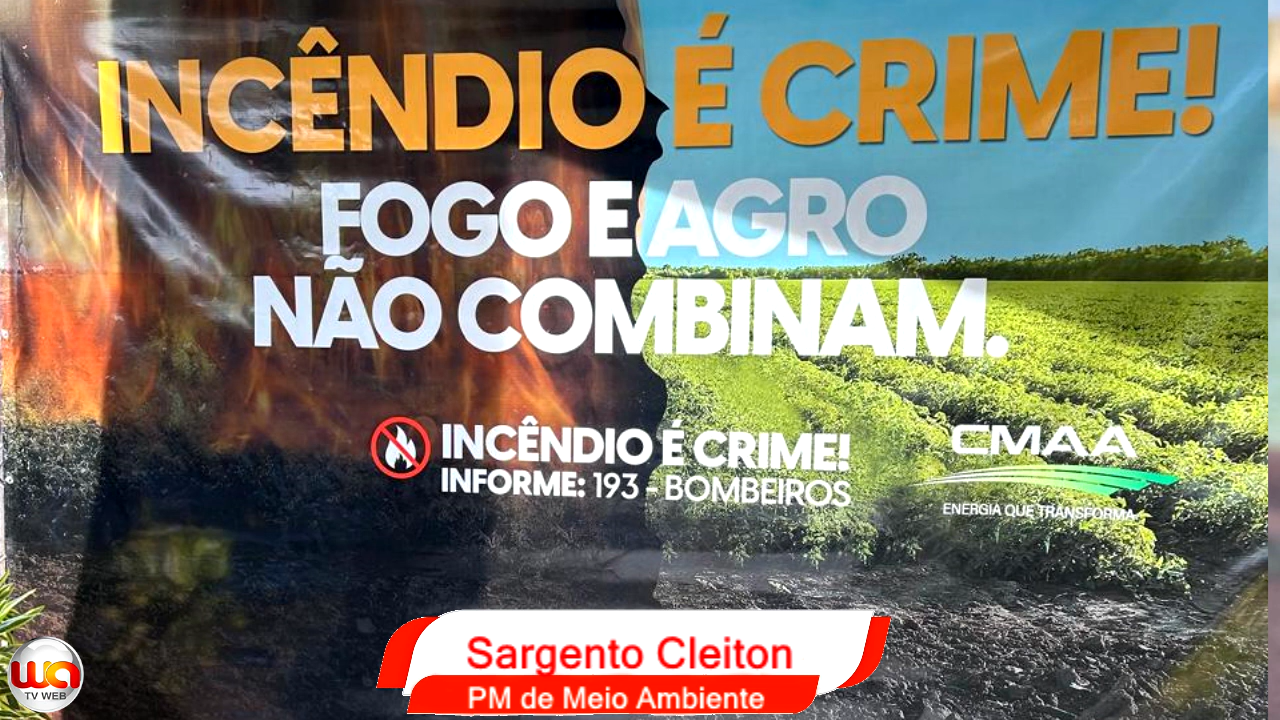 INCÊNDIO É CRIME!
FOGO E AGRO
NÃO COMBINAM.
INCÊNDIO É CRIME!
INFORME: 193 - BOMBEIROS
CMAA
ENERGIA QUE TRANSFORMA
Sargento Cleiton
PM de Meio Ambiente
wa
TV WEB